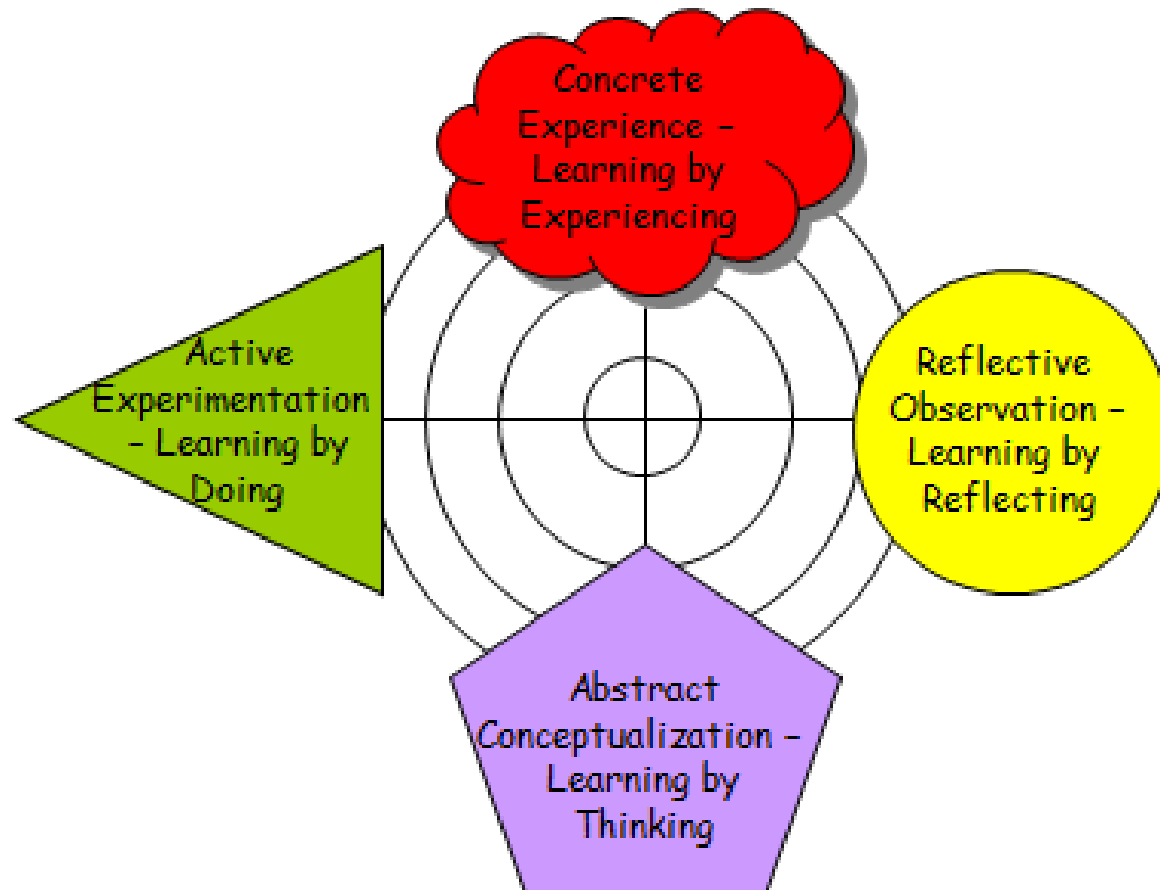 Concrete
Experience –
Learning by
Experiencing
Active
Experimentation
– Learning by
Doing
Reflective
Observation –
Learning by
Reflecting
Abstract
Conceptualization –
Learning by
Thinking